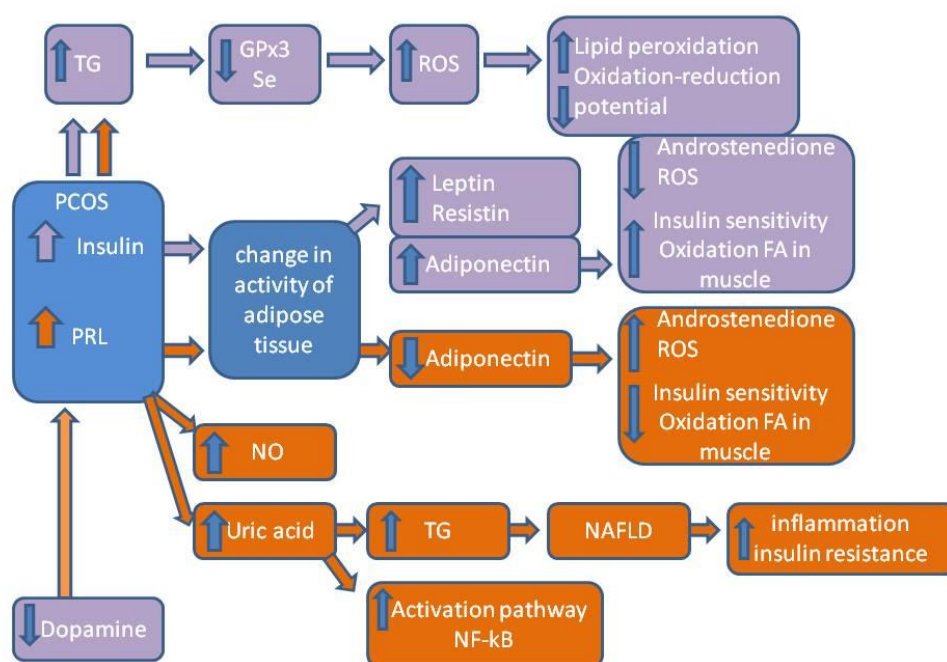 TG
GPx3
Se
ROS
Lipid peroxidation
Oxidation-reduction
potential
PCOS
Insulin
PRL
change in
activity of
adipose
tissue
Leptin
Resistin
Adiponectin
Androstenedione
ROS
Insulin sensitivity
Oxidation FA in
muscle
Adiponectin
Androstenedione
ROS
Insulin sensitivity
Oxidation FA in
muscle
NO
Uric acid
TG
NAFLD
inflammation
insulin resistance
Activation pathway
NF-kB
Dopamine